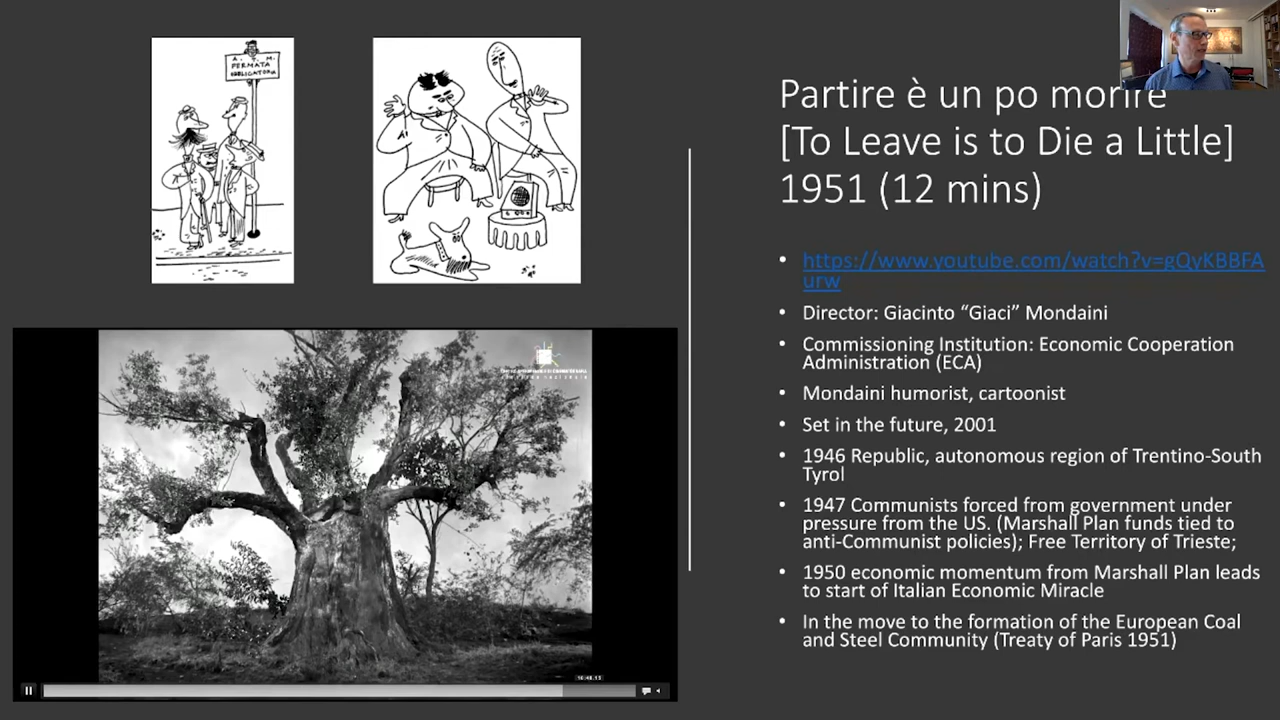 A. T. M.
FERMATA
OBBLIGATORIA
Partire è un po morire
[To Leave is to Die a Little]
1951 (12 mins)
• https://www.youtube.com/watch?v=gQyKBBFA
urw
• Director: Giacinto “Giaci” Mondaini
• Commissioning Institution: Economic Cooperation
Administration (ECA)
• Mondaini humorist, cartoonist
• Set in the future, 2001
• 1946 Republic, autonomous region of Trentino-South
Tyrol
• 1947 Communists forced from government under
pressure from the US. (Marshall Plan funds tied to
anti-Communist policies); Free Territory of Trieste;
• 1950 economic momentum from Marshall Plan leads
to start of Italian Economic Miracle
• In the move to the formation of the European Coal
and Steel Community (Treaty of Paris 1951)